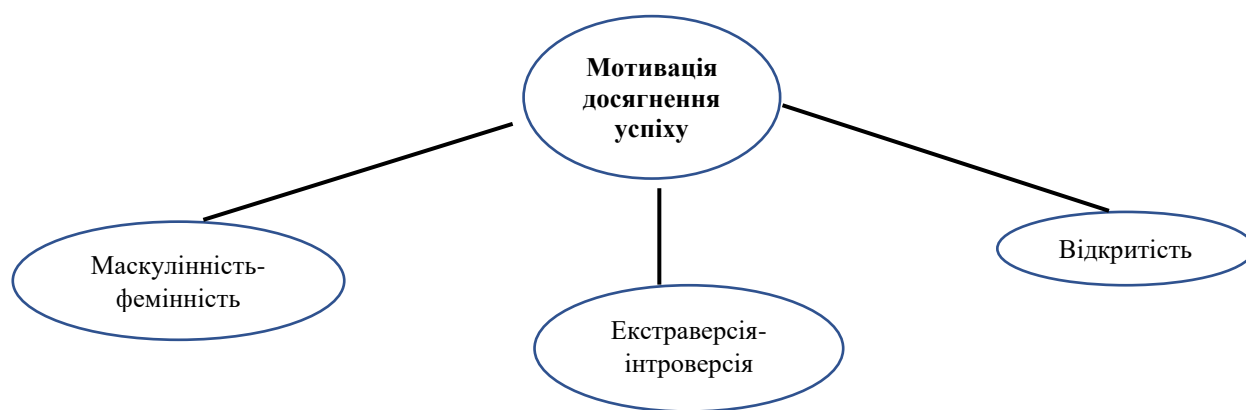 Мотивація
досягнення
успіху
Маскулінність-
фемінність
Екстраверсія-
інтроверсія
Відкритість